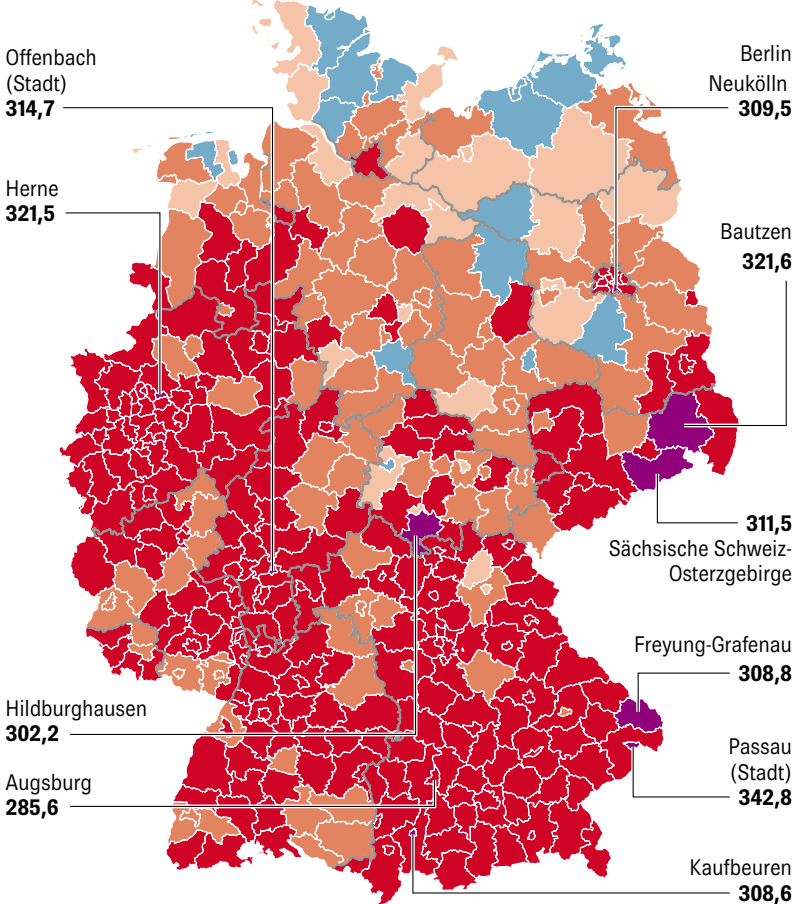 Offenbach
(Stadt)
314,7
Herne
321,5
Hildburghausen
302,2
Augsburg
285,6
Berlin
Neukölln
309,5
Bautzen
321,6
311,5
Sächsische Schweiz-
Osterzgebirge
Freyung-Grafenau
308,8
Passau
(Stadt)
342,8
Kaufbeuren
308,6